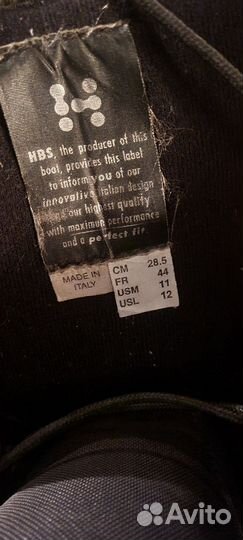 HBS, the producer of this
boat, provides this label
to inform you of our
innovative italian design
our highest quality
with maximum performance
and a perfect fit.
MADE IN
ITALY
CM 28.5
FR 44
USM 11
USL 12
Avito